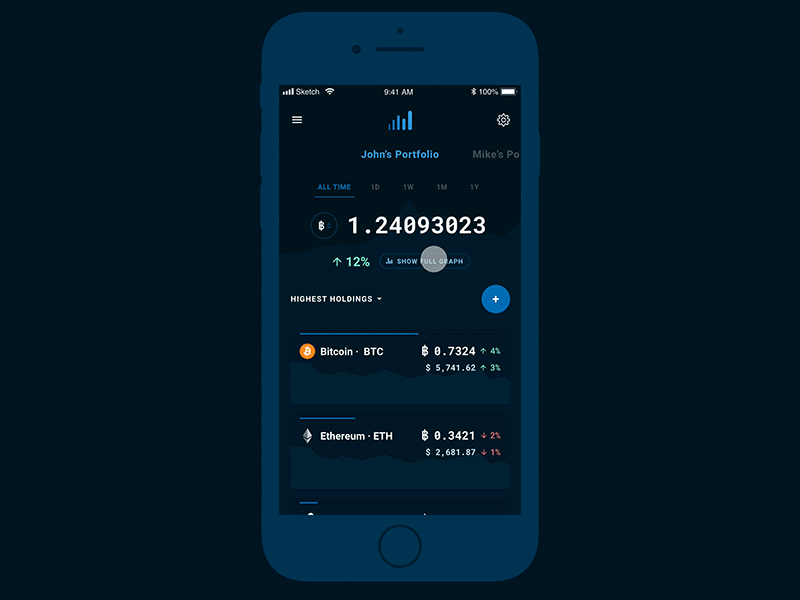 Sketch 9:41 AM 100%
John's Portfolio Mike's Po
ALL TIME 1D 1W 1M 1Y
฿ 1.24093023
↑ 12% SHOW FULL GRAPH
HIGHEST HOLDINGS +
Bitcoin · BTC ฿ 0.7324 ↑ 4%
$ 5,741.62 ↑ 3%
Ethereum · ETH ฿ 0.3421 ↓ 2%
$ 2,681.87 ↓ 1%